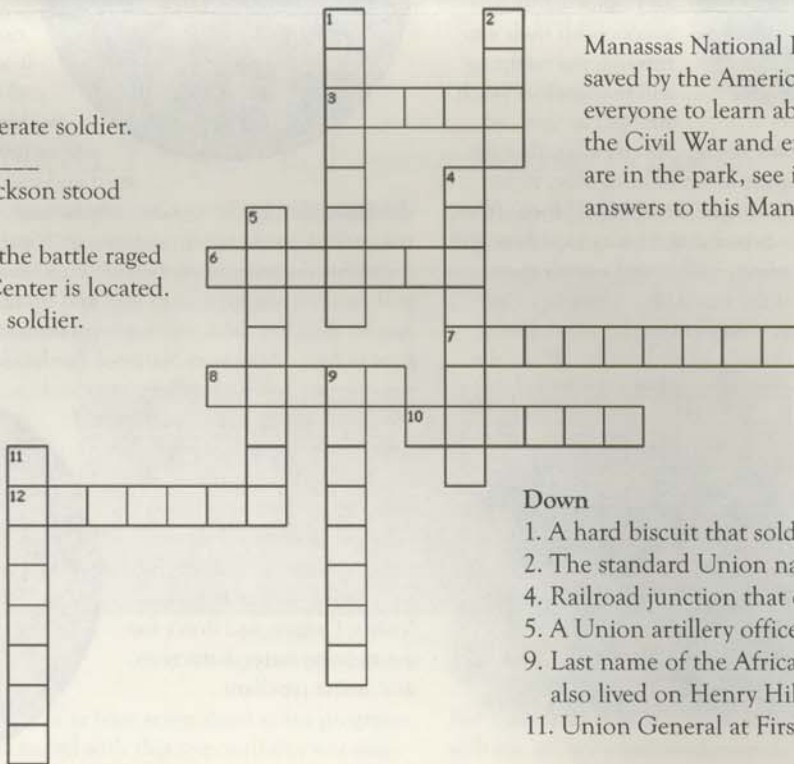 1
2
erate soldier.
ckson stood
the battle raged
Center is located.
soldier.
Manassas National
saved by the Americ
everyone to learn ab
the Civil War and e
are in the park, see i
answers to this Man
3
4
5
6
7
8
9
10
11
12
Down
1. A hard biscuit that sold
2. The standard Union na
4. Railroad junction that
5. A Union artillery office
9. Last name of the Africa
also lived on Henry Hil
11. Union General at Firs